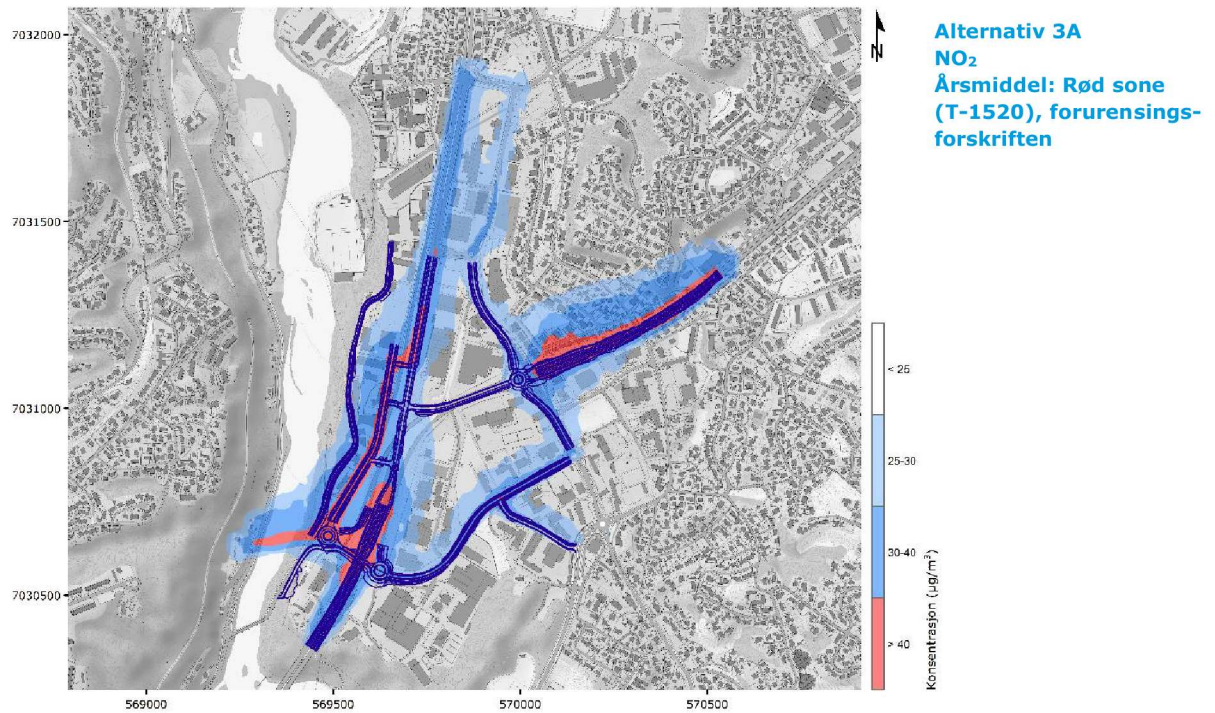 Alternativ 3A
NO₂
Årsmiddel: Rød sone
(T-1520), forurensings-
forskriften
N
7032000
7031500
7031000
7030500
569000
569500
570000
570500
< 25
25-30
30-40
> 40
Konsentrasjon (µg/m³)